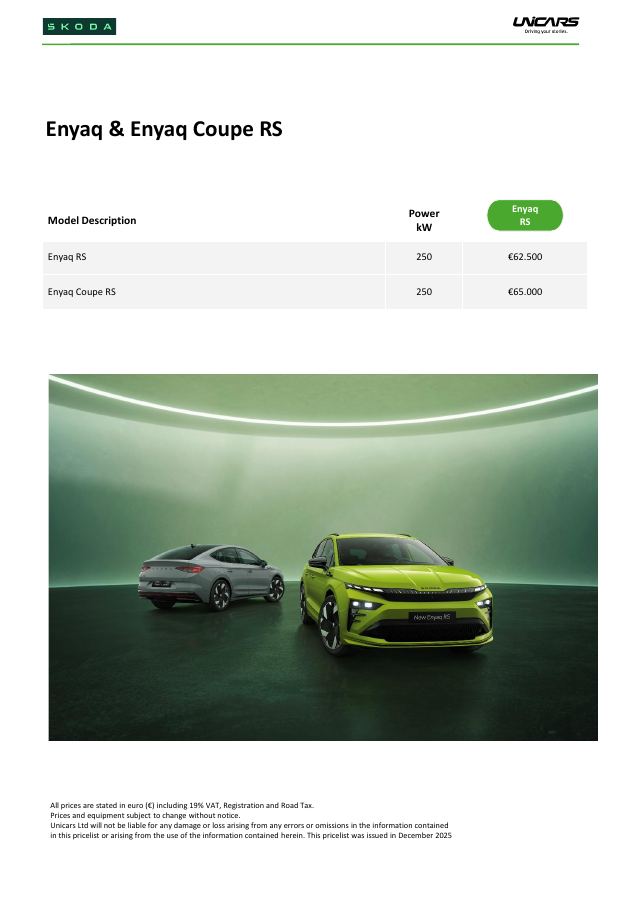 SKODA
UNICARS
Driving your stories.
Enyaq & Enyaq Coupe RS
Model Description
Power
kW
Enyaq
RS
Enyaq RS 250 €62.500
Enyaq Coupe RS 250 €65.000
New Enyaq RS
All prices are stated in euro (€) including 19% VAT, Registration and Road Tax.
Prices and equipment subject to change without notice.
Unicars Ltd will not be liable for any damage or loss arising from any errors or omissions in the information contained
in this pricelist or arising from the use of the information contained herein. This pricelist was issued in December 2025